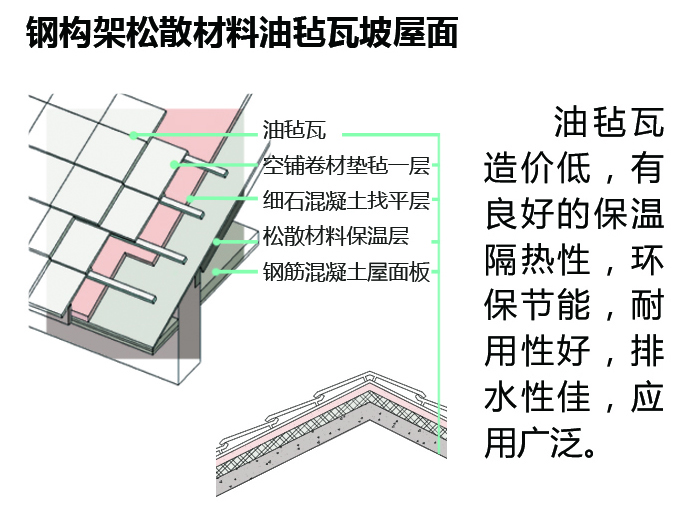 钢构架松散材料油毡瓦坡屋面
油毡瓦
空铺卷材垫毡一层
细石混凝土找平层
松散材料保温层
钢筋混凝土屋面板
油毡瓦
造价低，有
良好的保温
隔热性，环
保节能，耐
用性好，排
水性佳，应
用广泛。